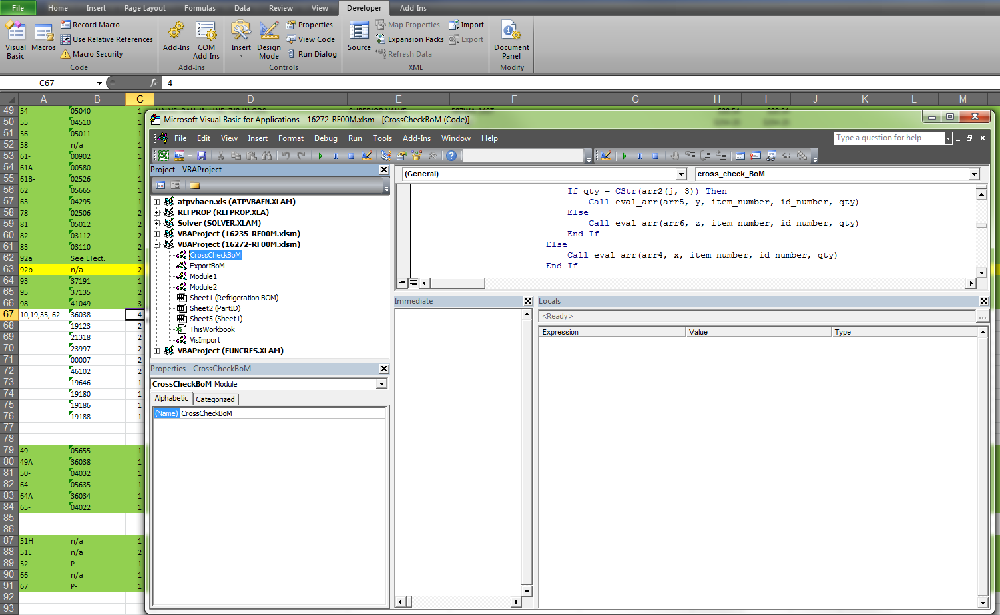 File Home Insert Page Layout Formulas Data Review View Developer Add-Ins
Visual Basic
Macros
Record Macro
Use Relative References
Macro Security
Code
Add-Ins
COM Add-Ins
Add-Ins
Insert
Design Mode
Properties
View Code
Run Dialog
Controls
Source
Map Properties
Expansion Packs
Refresh Data
Import
Export
XML
Document Panel
Modify
C67 fx 4
A B C D E F G H I J K L M
49 54 05040 1
50 55 04510 1
51 56 05011 1
52 58 n/a 1
53 61- 00902 1
54 61A- 00580 1
55 61B- 02526 1
56 62 05665 1
57 63 04295 1
58 78 02506 2
59 81 05012 2
60 82 03112 2
61 83 03110 2
62 92a See Elect. 1
63 92b n/a 2
64 93 37191 1
65 95 37135 2
66 98 41049 3
67 10,19,35, 62 36038 4
68 19123 2
69 21318 2
70 23997 2
71 00007 2
72 46102 2
73 19646 1
74 19180 1
75 19186 1
76 19188 1
77
78
79 49- 05655 1
80 49A 36038 1
81 50- 04032 1
82 64- 05635 1
83 64A 36034 1
84 65- 04022 1
85
86
87 51H n/a 1
88 51L n/a 2
89 52 P- 1
90 66 n/a 1
91 67 P- 1
92
93
Microsoft Visual Basic for Applications - 16272-RF00M.xlsm - [CrossCheckBoM (Code)]
File Edit View Insert Format Debug Run Tools Add-Ins Window Help
Type a question for help
Project - VBAProject
atpvbaen.xls (ATPVBAEN.XLAM)
REFPROP (REFPROP.XLA)
Solver (SOLVER.XLAM)
VBAProject (16235-RF00M.xlsm)
VBAProject (16272-RF00M.xlsm)
CrossCheckBoM
ExportBoM
Module1
Module2
Sheet1 (Refrigeration BOM)
Sheet2 (PartID)
Sheet5 (Sheet1)
ThisWorkbook
VisImport
VBAProject (FUNCRES.XLAM)
Properties - CrossCheckBoM
CrossCheckBoM Module
Alphabetic Categorized
(Name) CrossCheckBoM
(General) cross_check_BoM
If qty = CStr(arr2(j, 3)) Then
Call eval_arr(arr5, y, item_number, id_number, qty)
Else
Call eval_arr(arr6, z, item_number, id_number, qty)
End If
Else
Call eval_arr(arr4, x, item_number, id_number, qty)
End If
Immediate
Locals
<Ready>
Expression Value Type